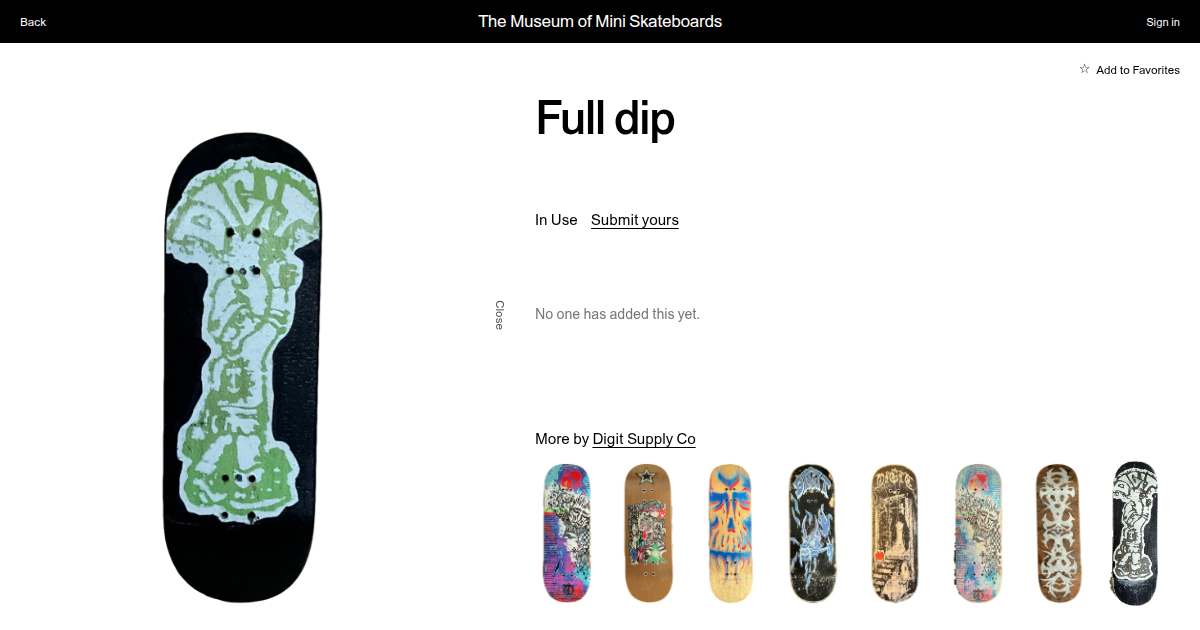 Back
The Museum of Mini Skateboards
Sign in
☆ Add to Favorites
Full dip
In Use Submit yours
Close
No one has added this yet.
More by Digit Supply Co